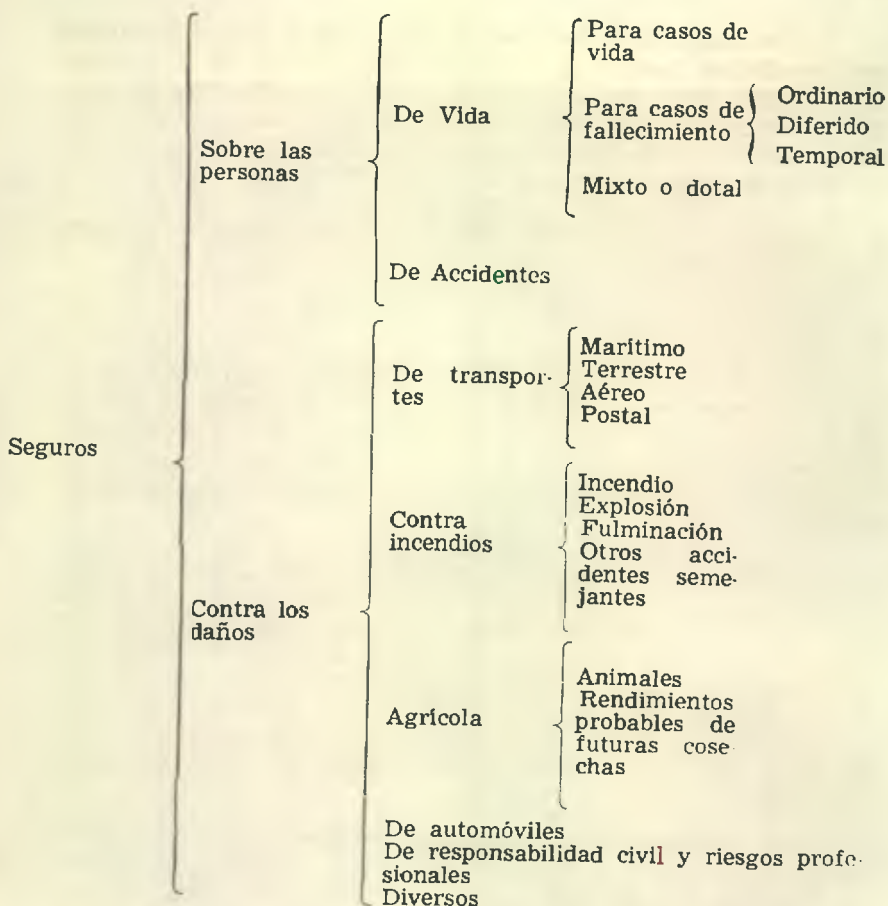 Seguros
Sobre las
personas
De Vida
Para casos de
vida
Para casos de
fallecimiento
Ordinario
Diferido
Temporal
Mixto o dotal
De Accidentes
Contra los
daños
De transpor-
tes
Marítimo
Terrestre
Aéreo
Postal
Contra
incendios
Incendio
Explosión
Fulminación
Otros acci-
dentes seme-
jantes
Agrícola
Animales
Rendimientos
probables de
futuras cose
chas
De automóviles
De responsabilidad civil y riesgos profe-
sionales
Diversos